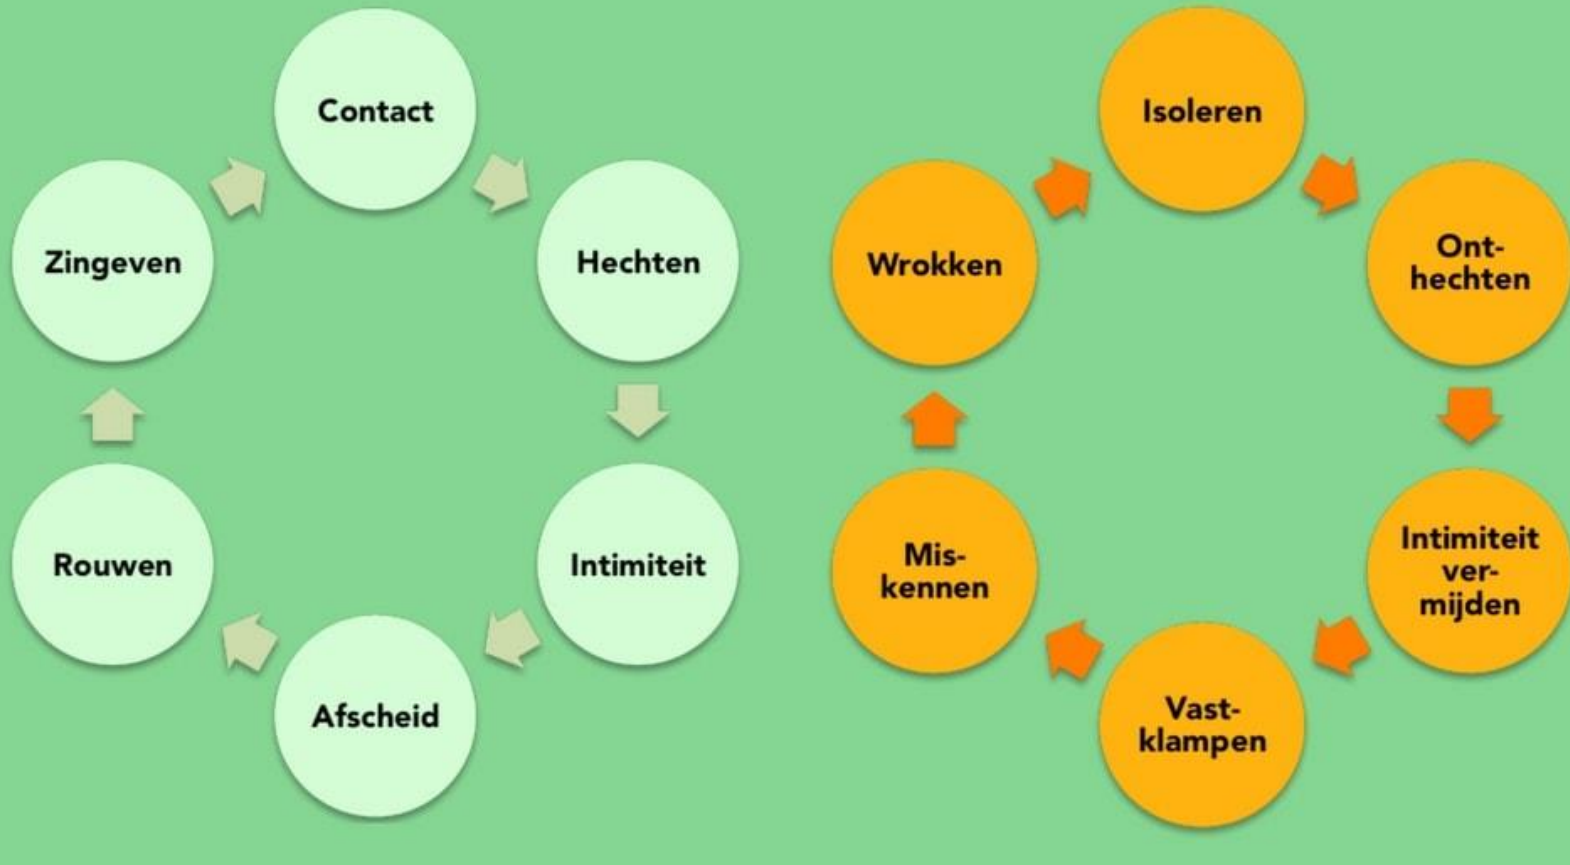 Contact
Hechten
Intimiteit
Afscheid
Rouwen
Zingeven
Isoleren
Ont-
hechten
Intimiteit
ver-
mijden
Vast-
klampen
Mis-
kennen
Wrokken